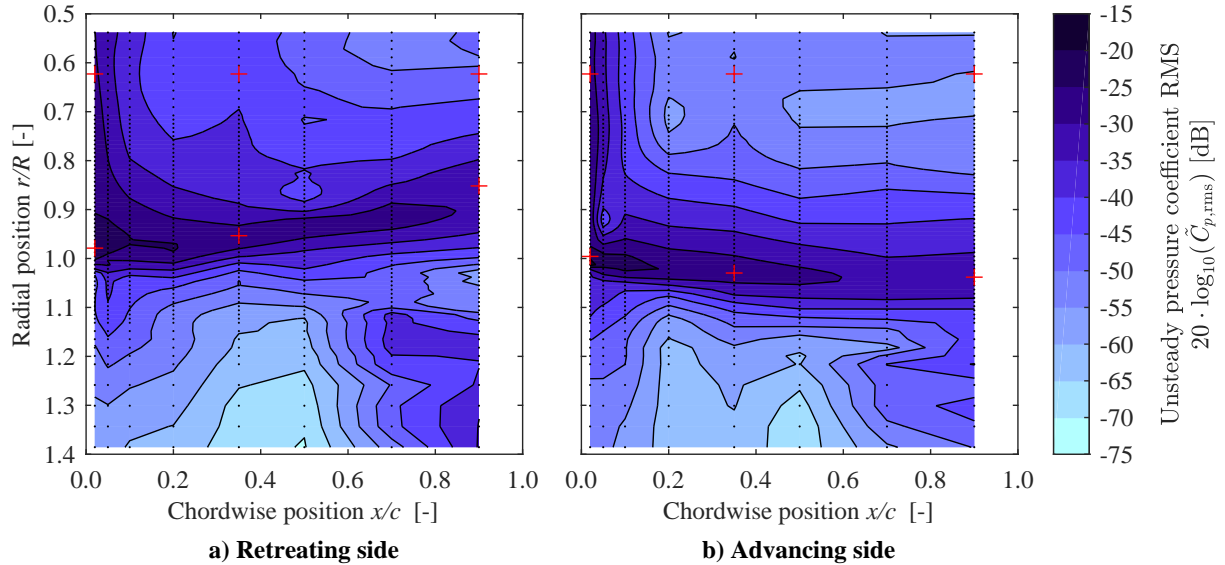 Radial position r/R [-]
0.5
0.6
0.7
0.8
0.9
1.0
1.1
1.2
1.3
1.4
0.0 0.2 0.4 0.6 0.8 1.0
Chordwise position x/c [-]
a) Retreating side
0.0 0.2 0.4 0.6 0.8 1.0
Chordwise position x/c [-]
b) Advancing side
-15
-20
-25
-30
-35
-40
-45
-50
-55
-60
-65
-70
-75
Unsteady pressure coefficient RMS
20 · log₁₀(C̃p,rms) [dB]